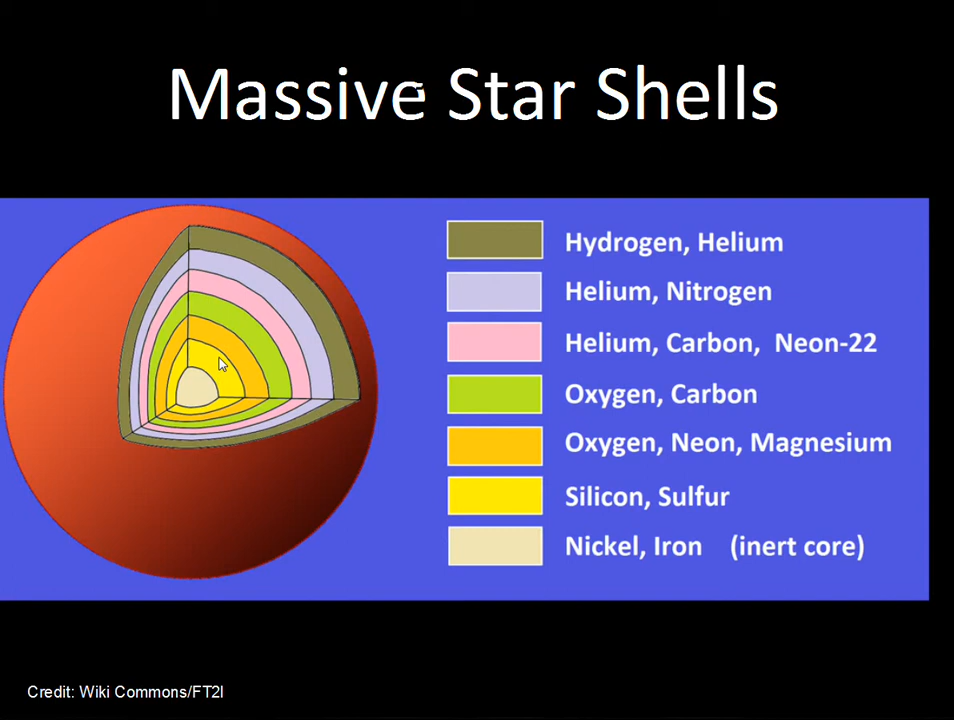 Massive Star Shells
Hydrogen, Helium
Helium, Nitrogen
Helium, Carbon, Neon-22
Oxygen, Carbon
Oxygen, Neon, Magnesium
Silicon, Sulfur
Nickel, Iron (inert core)
Credit: Wiki Commons/FT2I